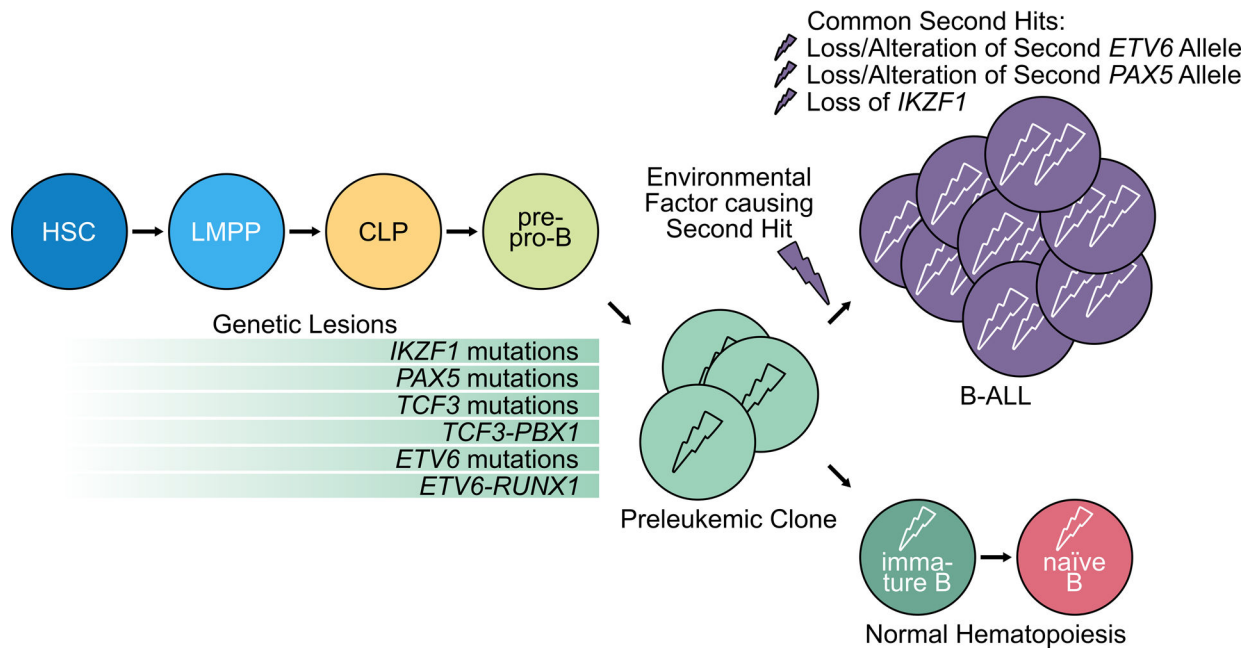 Common Second Hits:
Loss/Alteration of Second ETV6 Allele
Loss/Alteration of Second PAX5 Allele
Loss of IKZF1
HSC
LMPP
CLP
pre-
pro-B
Environmental
Factor causing
Second Hit
Genetic Lesions
IKZF1 mutations
PAX5 mutations
TCF3 mutations
TCF3-PBX1
ETV6 mutations
ETV6-RUNX1
Preleukemic Clone
B-ALL
imma-
ture B
naïve
B
Normal Hematopoiesis